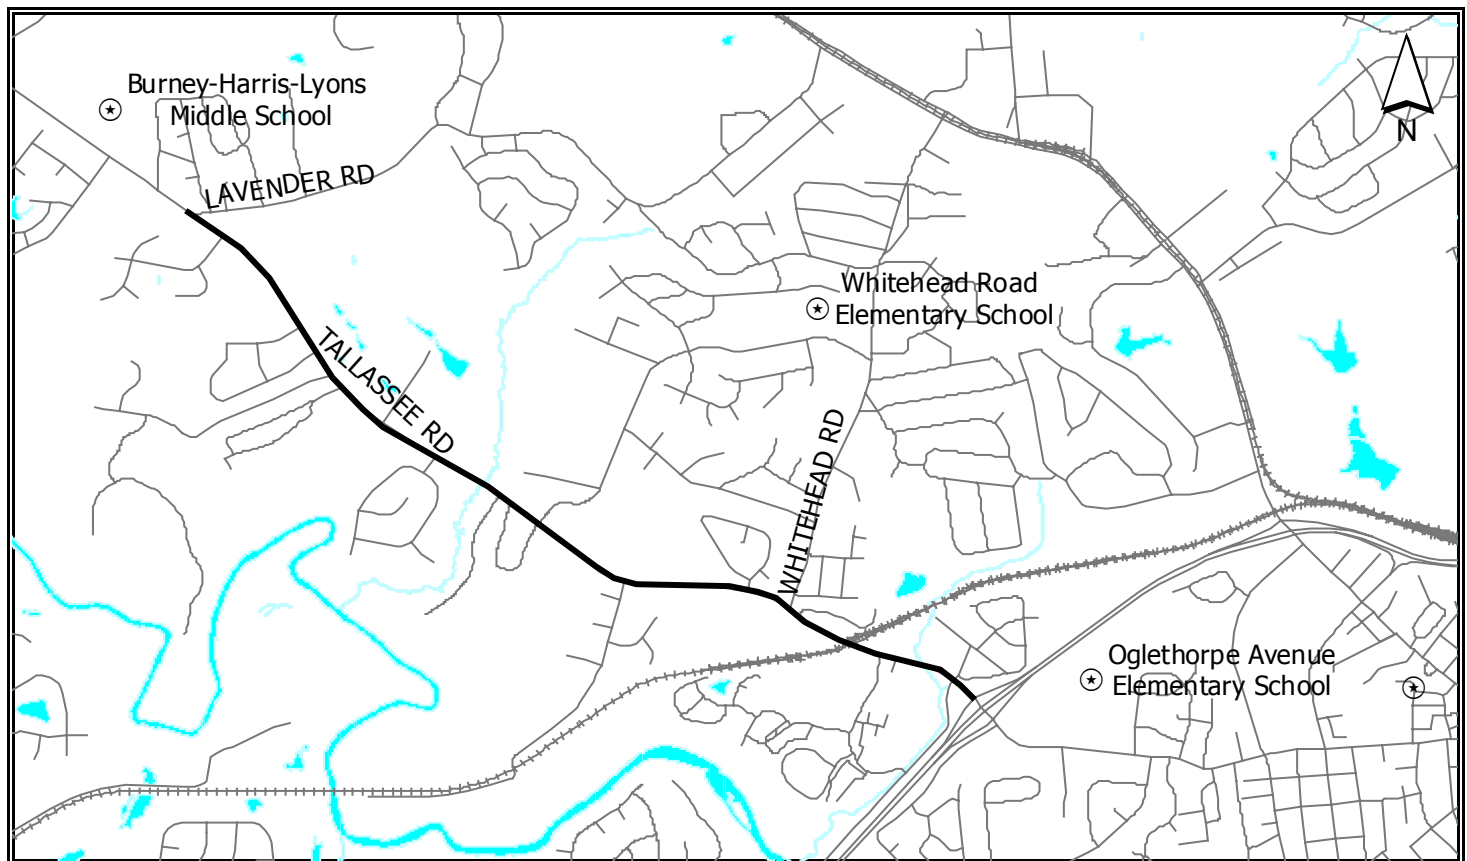 Burney-Harris-Lyons
Middle School
N
LAVENDER RD
Whitehead Road
Elementary School
TALLASSEE RD
WHITEHEAD RD
Oglethorpe Avenue
Elementary School